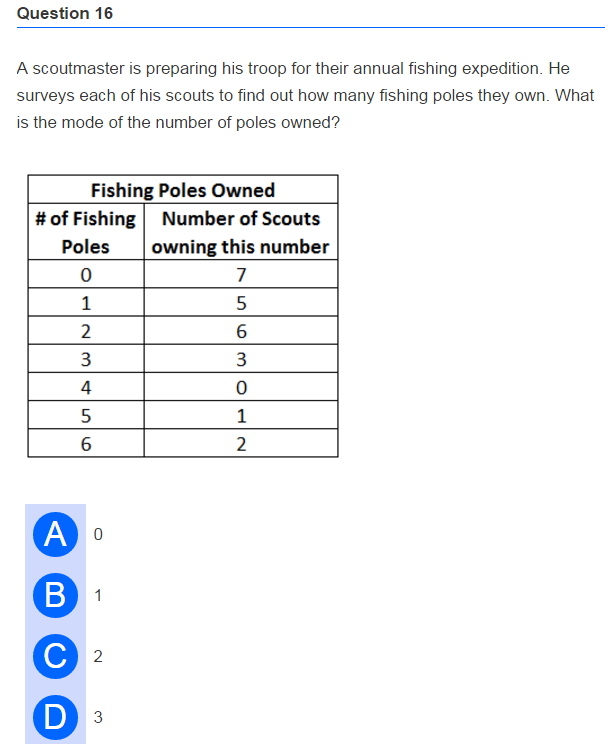 Question 16
A scoutmaster is preparing his troop for their annual fishing expedition. He
surveys each of his scouts to find out how many fishing poles they own. What
is the mode of the number of poles owned?
Fishing Poles Owned
# of Fishing Poles Number of Scouts owning this number
0 7
1 5
2 6
3 3
4 0
5 1
6 2
A 0
B 1
C 2
D 3